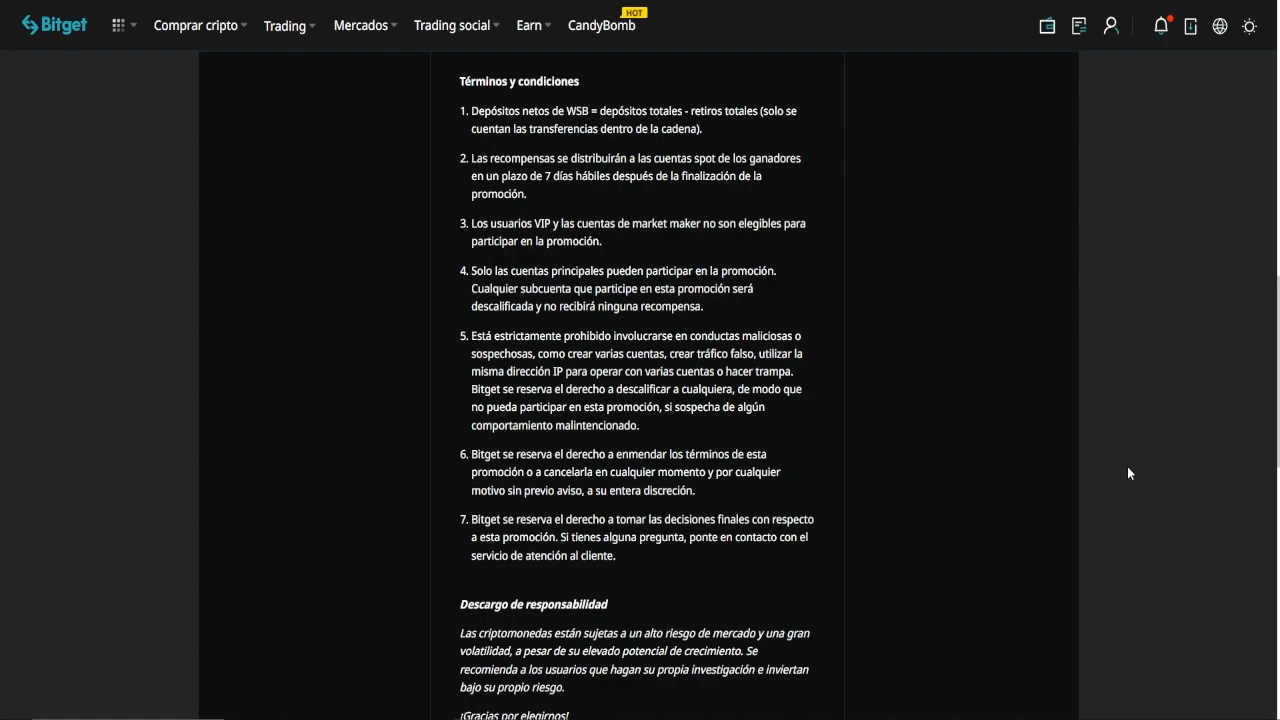 Bitget
Comprar cripto
Trading
Mercados
Trading social
Earn
CandyBomb
HOT
Términos y condiciones
1. Depósitos netos de WSB = depósitos totales - retiros totales (solo se
cuentan las transferencias dentro de la cadena).
2. Las recompensas se distribuirán a las cuentas spot de los ganadores
en un plazo de 7 días hábiles después de la finalización de la
promoción.
3. Los usuarios VIP y las cuentas de market maker no son elegibles para
participar en la promoción.
4. Solo las cuentas principales pueden participar en la promoción.
Cualquier subcuenta que participe en esta promoción será
descalificada y no recibirá ninguna recompensa.
5. Está estrictamente prohibido involucrarse en conductas maliciosas o
sospechosas, como crear varias cuentas, crear tráfico falso, utilizar la
misma dirección IP para operar con varias cuentas o hacer trampa.
Bitget se reserva el derecho a descalificar a cualquiera, de modo que
no pueda participar en esta promoción, si sospecha de algún
comportamiento malintencionado.
6. Bitget se reserva el derecho a enmendar los términos de esta
promoción o a cancelarla en cualquier momento y por cualquier
motivo sin previo aviso, a su entera discreción.
7. Bitget se reserva el derecho a tomar las decisiones finales con respecto
a esta promoción. Si tienes alguna pregunta, ponte en contacto con el
servicio de atención al cliente.
Descargo de responsabilidad
Las criptomonedas están sujetas a un alto riesgo de mercado y una gran
volatilidad, a pesar de su elevado potencial de crecimiento. Se
recomienda a los usuarios que hagan su propia investigación e inviertan
bajo su propio riesgo.
¡Gracias por elegirnos!